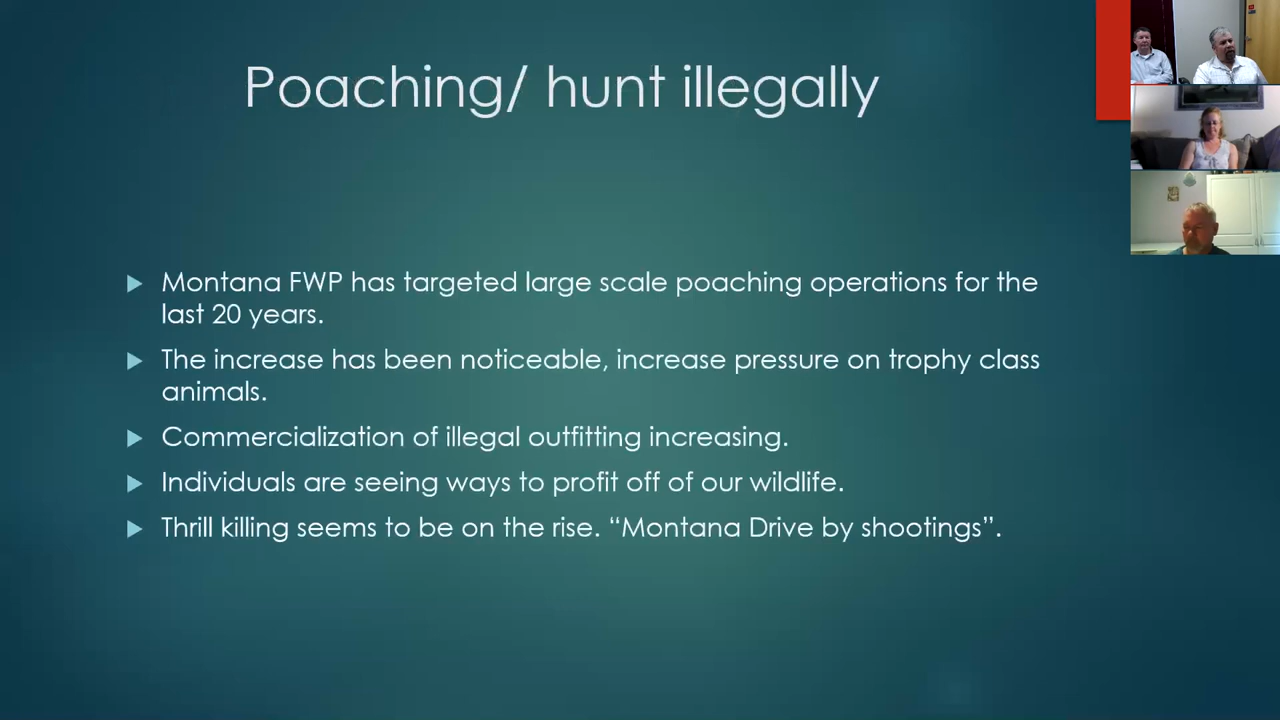 Poaching/ hunt illegally
Montana FWP has targeted large scale poaching operations for the
last 20 years.
The increase has been noticeable, increase pressure on trophy class
animals.
Commercialization of illegal outfitting increasing.
Individuals are seeing ways to profit off of our wildlife.
Thrill killing seems to be on the rise. “Montana Drive by shootings”.